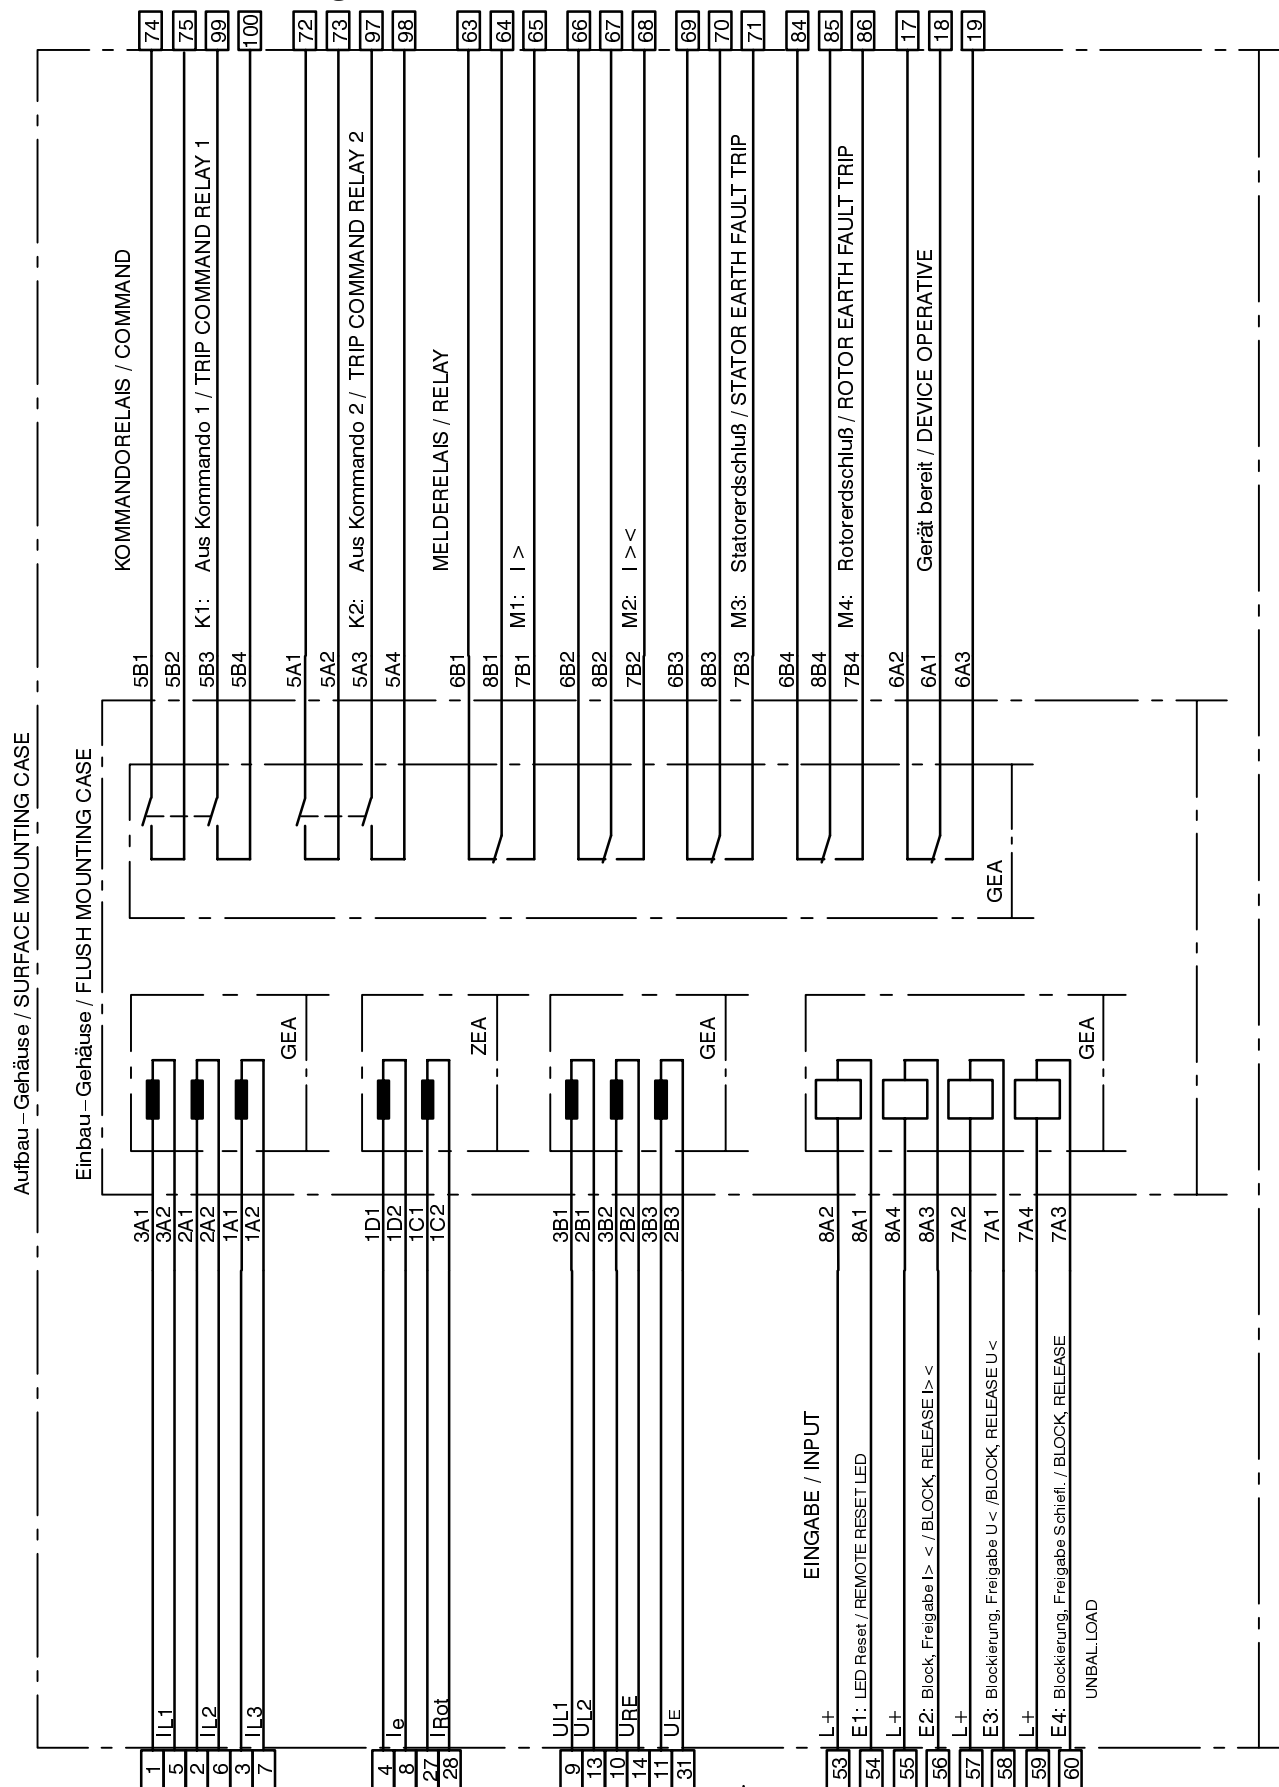 Aufbau-Gehäuse / SURFACE MOUNTING CASE
Einbau-Gehäuse / FLUSH MOUNTING CASE
1 3A1
IL1
5 3A2
2 2A1
IL2
6 2A2
3 1A1
IL3
7 1A2
GEA
4 1D1
Ie
8 1D2
27 1C1
IRot
28 1C2
ZEA
9 UL1 3B1
13 UL2 2B1
10 3B2
URE
14 2B2
11 3B3
UE
31 2B3
GEA
EINGABE / INPUT
53 L+ 8A2
54 E1: LED Reset / REMOTE RESET LED 8A1
55 L+ 8A4
56 E2: Block, Freigabe I> < / BLOCK, RELEASE I> < 8A3
57 L+ 7A2
58 E3: Blockierung, Freigabe U< /BLOCK, RELEASE U< 7A1
59 L+ 7A4
60 E4: Blockierung, Freigabe Schiefl. / BLOCK, RELEASE 7A3
UNBAL.LOAD
GEA
KOMMANDORELAIS / COMMAND
5B1 74
5B2 75
K1: Aus Kommando 1 / TRIP COMMAND RELAY 1
5B3 99
5B4 100
5A1 72
5A2 73
K2: Aus Kommando 2 / TRIP COMMAND RELAY 2
5A3 97
5A4 98
MELDERELAIS / RELAY
6B1 63
8B1 64
M1: I >
7B1 65
6B2 66
8B2 67
M2: I > <
7B2 68
6B3 69
8B3 70
M3: Statorerdschluß / STATOR EARTH FAULT TRIP
7B3 71
6B4 84
8B4 85
M4: Rotorerdschluß / ROTOR EARTH FAULT TRIP
7B4 86
6A2 17
Gerät bereit / DEVICE OPERATIVE
6A1 18
6A3 19
GEA